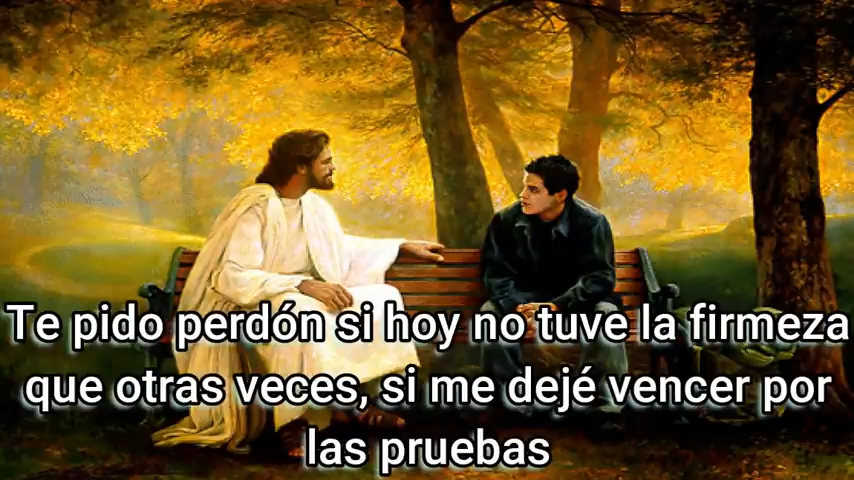 Te pido perdón si hoy no tuve la firmeza
que otras veces, si me dejé vencer por
las pruebas